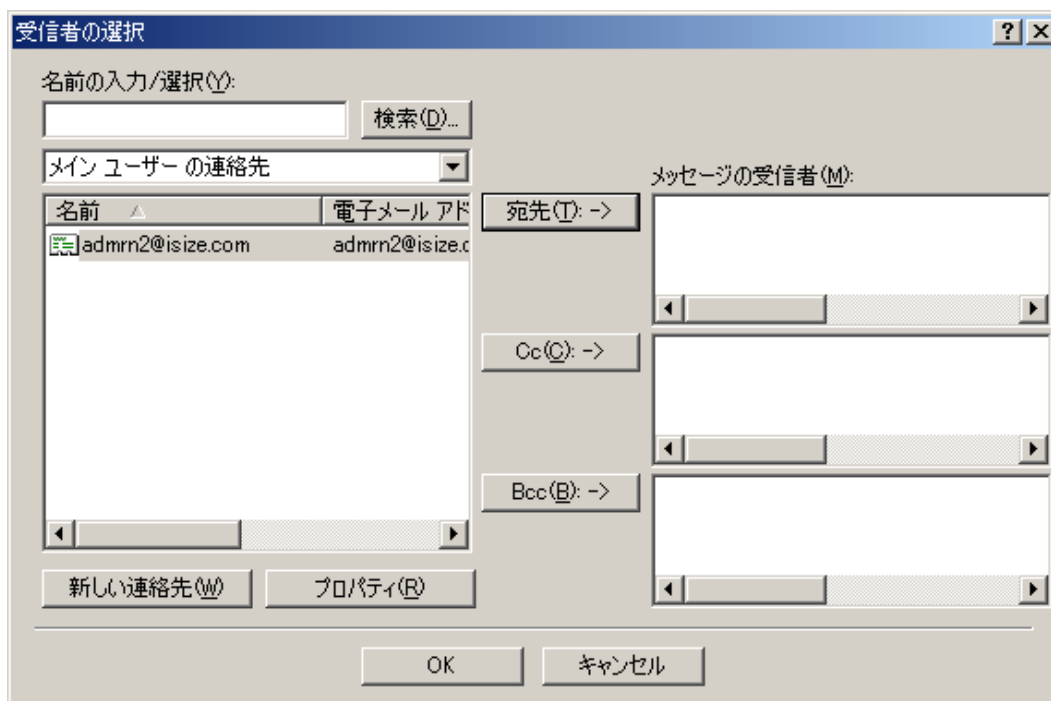 受信者の選択
名前の入力/選択(Y):
検索(D)...
メイン ユーザー の連絡先
メッセージの受信者(M):
名前 電子メール アド
宛先(T): ->
admrn2@isize.com admrn2@isize.c
Cc(C): ->
Bcc(B): ->
新しい連絡先(W) プロパティ(R)
OK キャンセル